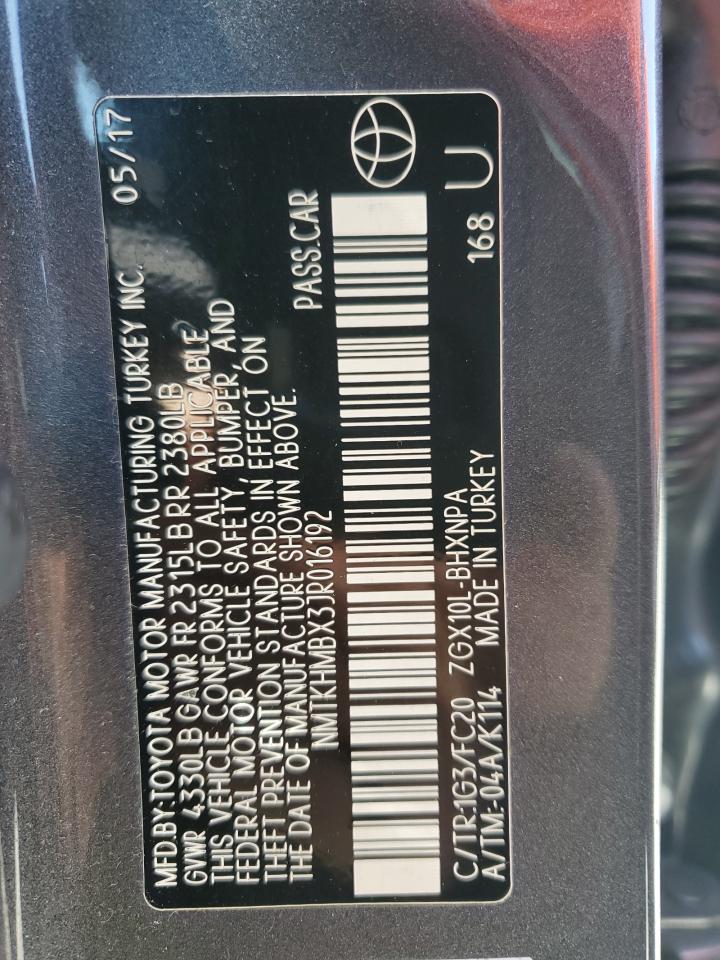 MFD.BY:TOYOTA MOTOR MANUFACTURING TURKEY INC. 05/17
GVWR 4330LB GAWR FR 2315LB RR 2380LB
THIS VEHICLE CONFORMS TO ALL APPLICABLE
FEDERAL MOTOR VEHICLE SAFETY, BUMPER, AND
THEFT PREVENTION STANDARDS IN EFFECT ON
THE DATE OF MANUFACTURE SHOWN ABOVE.
NMTKHMBX3JR016192 PASS.CAR
C/TR:1G3/FC20 ZGX10L-BHXNPA 168 U
A/TM:-04A/K114 MADE IN TURKEY